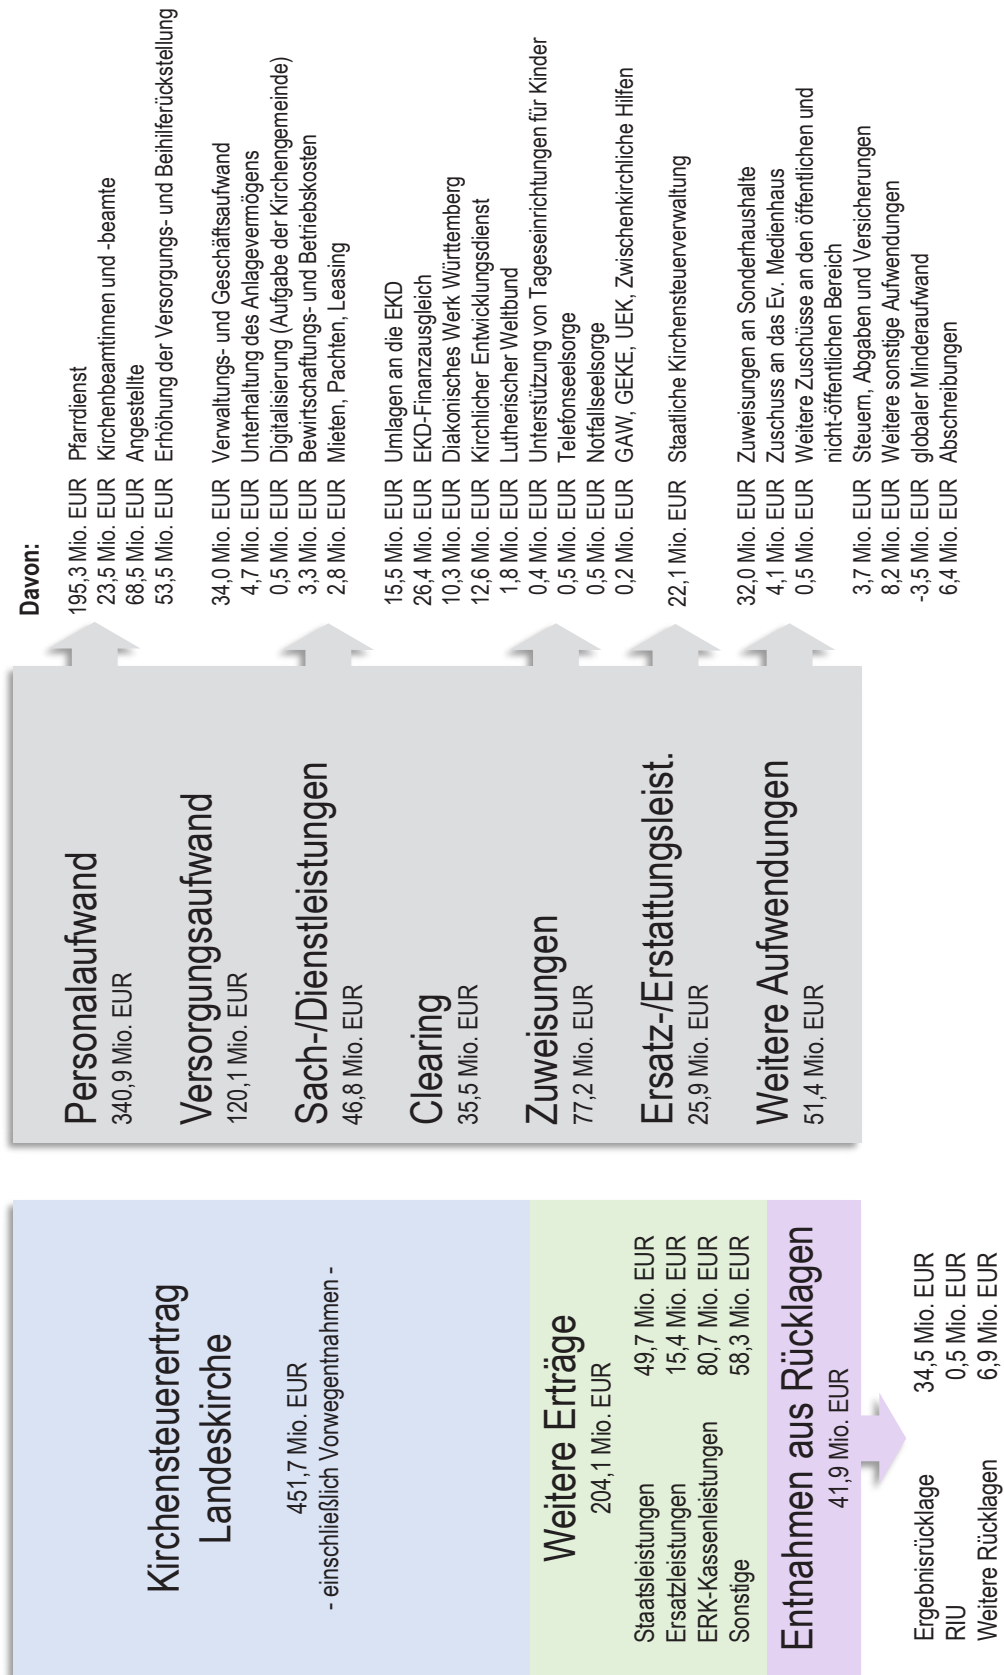 Kirchensteuerertrag
Landeskirche
451,7 Mio. EUR
- einschließlich Vorwegentnahmen -
Weitere Erträge
204,1 Mio. EUR
Staatsleistungen 49,7 Mio. EUR
Ersatzleistungen 15,4 Mio. EUR
ERK-Kassenleistungen 80,7 Mio. EUR
Sonstige 58,3 Mio. EUR
Entnahmen aus Rücklagen
41,9 Mio. EUR
Ergebnisrücklage 34,5 Mio. EUR
RIU 0,5 Mio. EUR
Weitere Rücklagen 6,9 Mio. EUR
Personalaufwand
340,9 Mio. EUR
Versorgungsaufwand
120,1 Mio. EUR
Sach-/Dienstleistungen
46,8 Mio. EUR
Clearing
35,5 Mio. EUR
Zuweisungen
77,2 Mio. EUR
Ersatz-/Erstattungsleist.
25,9 Mio. EUR
Weitere Aufwendungen
51,4 Mio. EUR
Davon:
195,3 Mio. EUR Pfarrdienst
23,5 Mio. EUR Kirchenbeamtinnen und -beamte
68,5 Mio. EUR Angestellte
53,5 Mio. EUR Erhöhung der Versorgungs- und Beihilferückstellung
34,0 Mio. EUR Verwaltungs- und Geschäftsaufwand
4,7 Mio. EUR Unterhaltung des Anlagevermögens
0,5 Mio. EUR Digitalisierung (Aufgabe der Kirchengemeinde)
3,3 Mio. EUR Bewirtschaftungs- und Betriebskosten
2,8 Mio. EUR Mieten, Pachten, Leasing
15,5 Mio. EUR Umlagen an die EKD
26,4 Mio. EUR EKD-Finanzausgleich
10,3 Mio. EUR Diakonisches Werk Württemberg
12,6 Mio. EUR Kirchlicher Entwicklungsdienst
1,8 Mio. EUR Lutherischer Weltbund
0,4 Mio. EUR Unterstützung von Tageseinrichtungen für Kinder
0,5 Mio. EUR Telefonseelsorge
0,5 Mio. EUR Notfallseelsorge
0,2 Mio. EUR GAW, GEKE, UEK, Zwischenkirchliche Hilfen
22,1 Mio. EUR Staatliche Kirchensteuerverwaltung
32,0 Mio. EUR Zuweisungen an Sonderhaushalte
4,1 Mio. EUR Zuschuss an das Ev. Medienhaus
0,5 Mio. EUR Weitere Zuschüsse an den öffentlichen und
nicht-öffentlichen Bereich
3,7 Mio. EUR Steuern, Abgaben und Versicherungen
8,2 Mio. EUR Weitere sonstige Aufwendungen
-3,5 Mio. EUR globaler Minderaufwand
6,4 Mio. EUR Abschreibungen